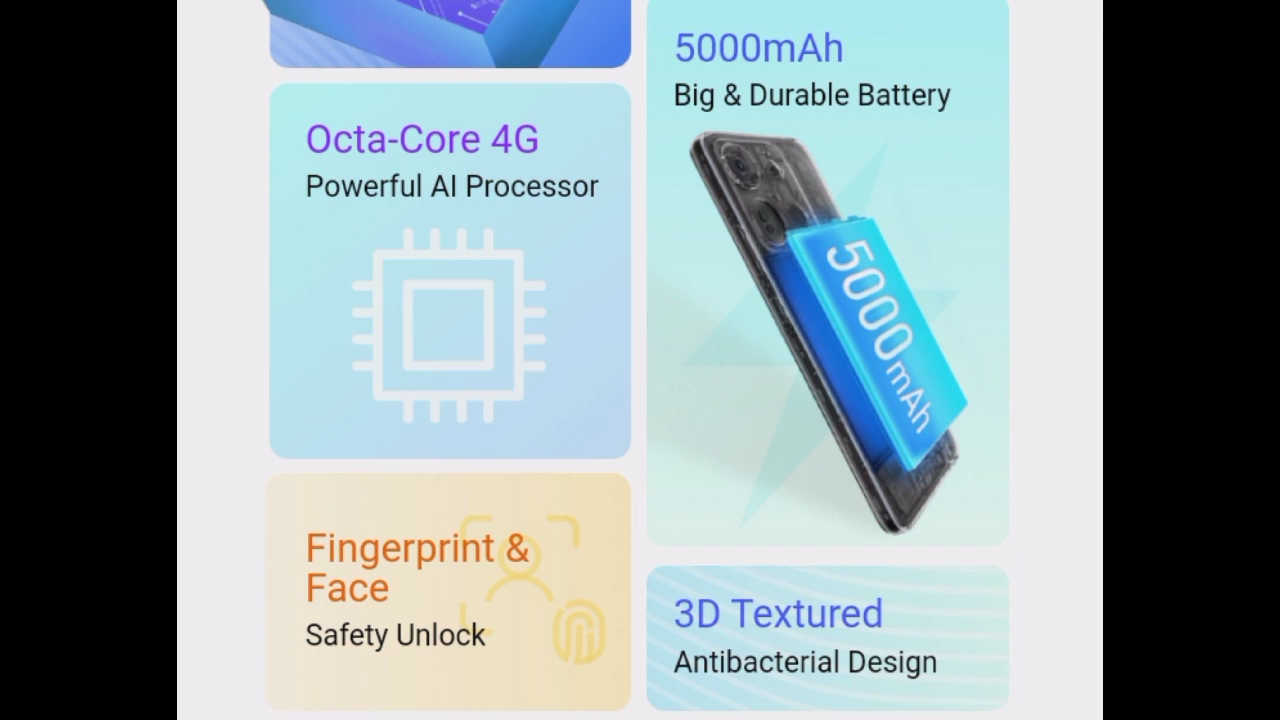 Octa-Core 4G
Powerful AI Processor
Fingerprint &
Face
Safety Unlock
5000mAh
Big & Durable Battery
5000mAh
3D Textured
Antibacterial Design